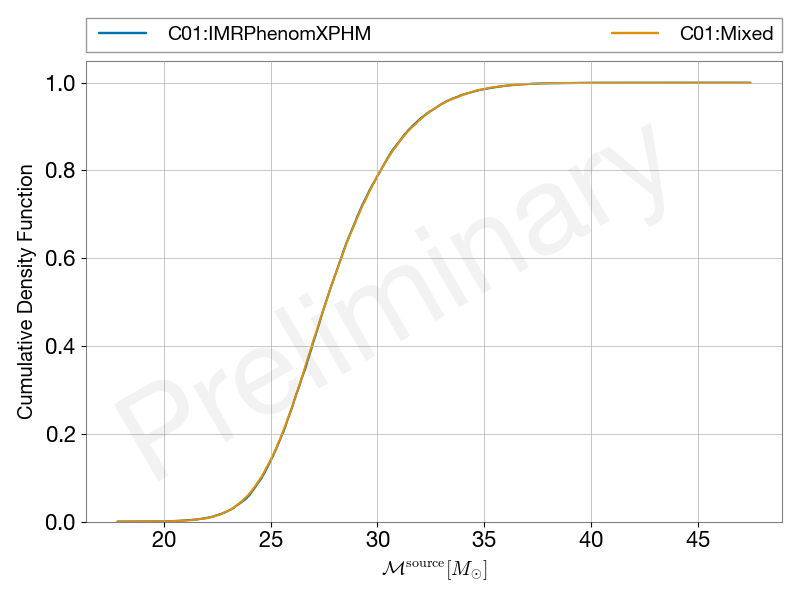 C01:IMRPhenomXPHM C01:Mixed
Cumulative Density Function
1.0
0.8
0.6
0.4
0.2
0.0
Preliminary
20 25 30 35 40 45
ℳ^source [M_⊙]